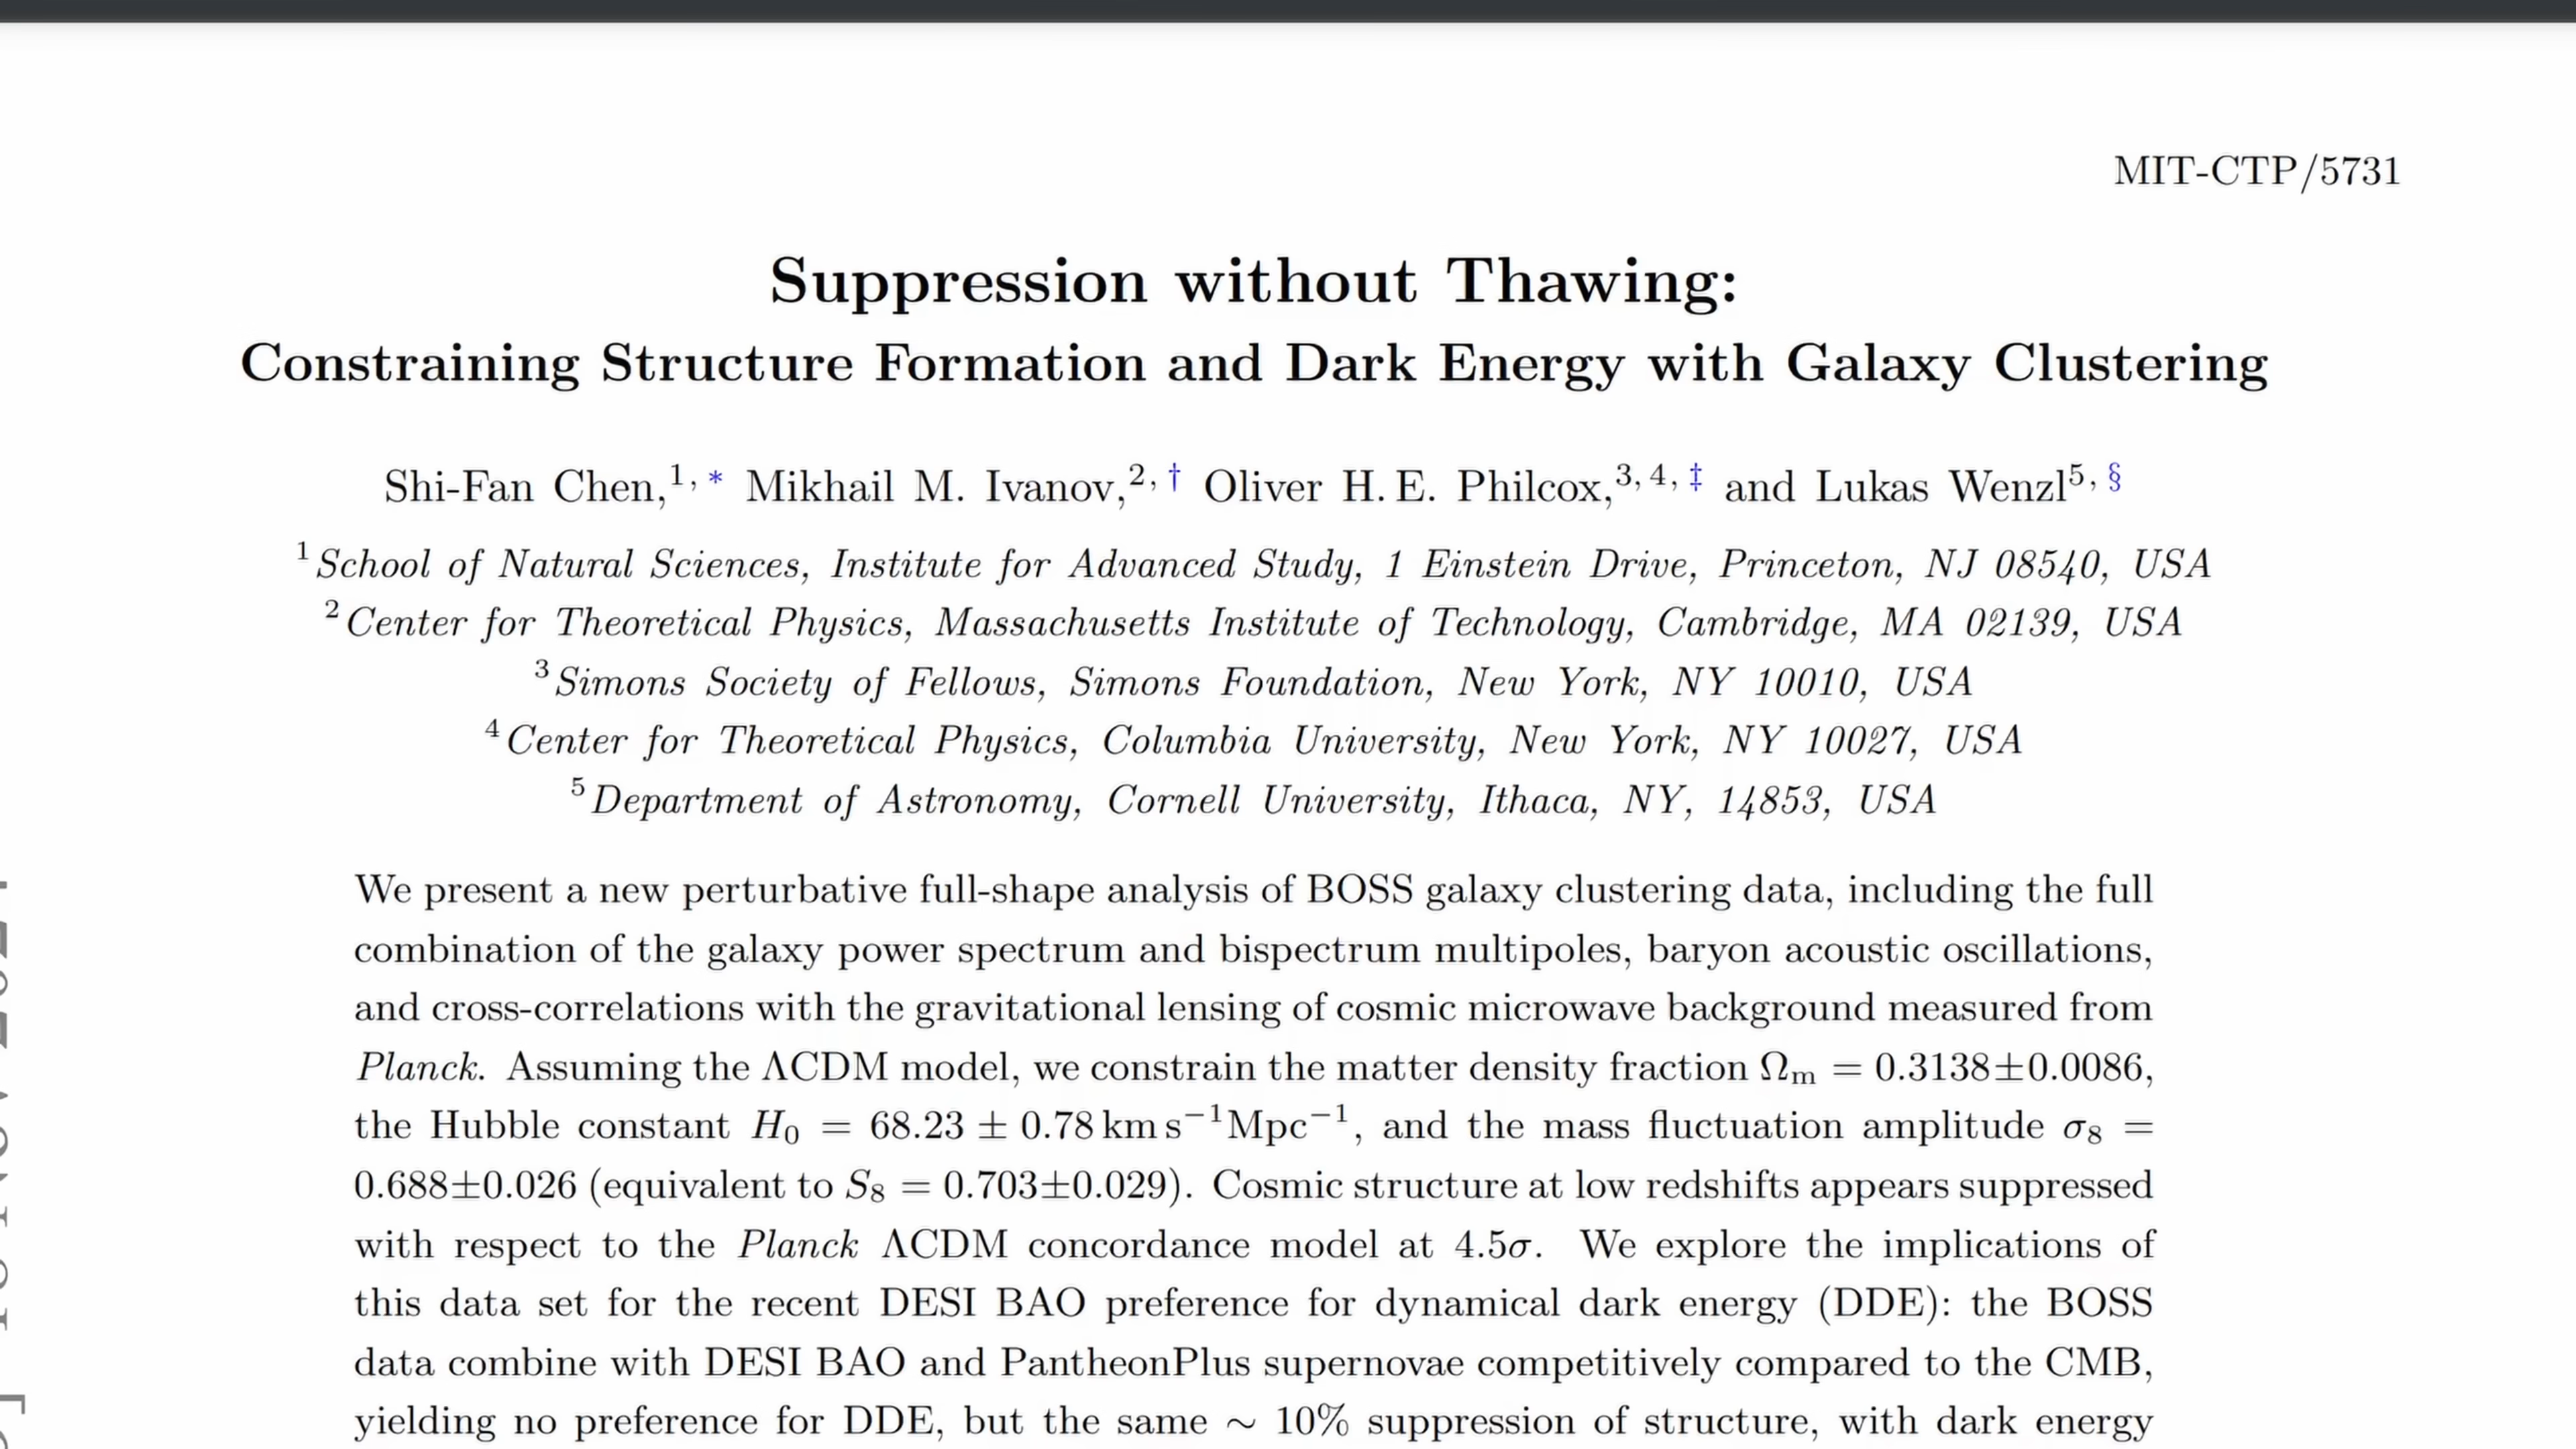 MIT-CTP/5731
Suppression without Thawing:
Constraining Structure Formation and Dark Energy with Galaxy Clustering
Shi-Fan Chen,1, * Mikhail M. Ivanov,2, † Oliver H. E. Philcox,3, 4, ‡ and Lukas Wenzl5, §
1 School of Natural Sciences, Institute for Advanced Study, 1 Einstein Drive, Princeton, NJ 08540, USA
2 Center for Theoretical Physics, Massachusetts Institute of Technology, Cambridge, MA 02139, USA
3 Simons Society of Fellows, Simons Foundation, New York, NY 10010, USA
4 Center for Theoretical Physics, Columbia University, New York, NY 10027, USA
5 Department of Astronomy, Cornell University, Ithaca, NY, 14853, USA
We present a new perturbative full-shape analysis of BOSS galaxy clustering data, including the full
combination of the galaxy power spectrum and bispectrum multipoles, baryon acoustic oscillations,
and cross-correlations with the gravitational lensing of cosmic microwave background measured from
Planck. Assuming the ΛCDM model, we constrain the matter density fraction Ωm = 0.3138±0.0086,
the Hubble constant H0 = 68.23 ± 0.78 km s−1Mpc−1, and the mass fluctuation amplitude σ8 =
0.688±0.026 (equivalent to S8 = 0.703±0.029). Cosmic structure at low redshifts appears suppressed
with respect to the Planck ΛCDM concordance model at 4.5σ. We explore the implications of
this data set for the recent DESI BAO preference for dynamical dark energy (DDE): the BOSS
data combine with DESI BAO and PantheonPlus supernovae competitively compared to the CMB,
yielding no preference for DDE, but the same ∼ 10% suppression of structure, with dark energy